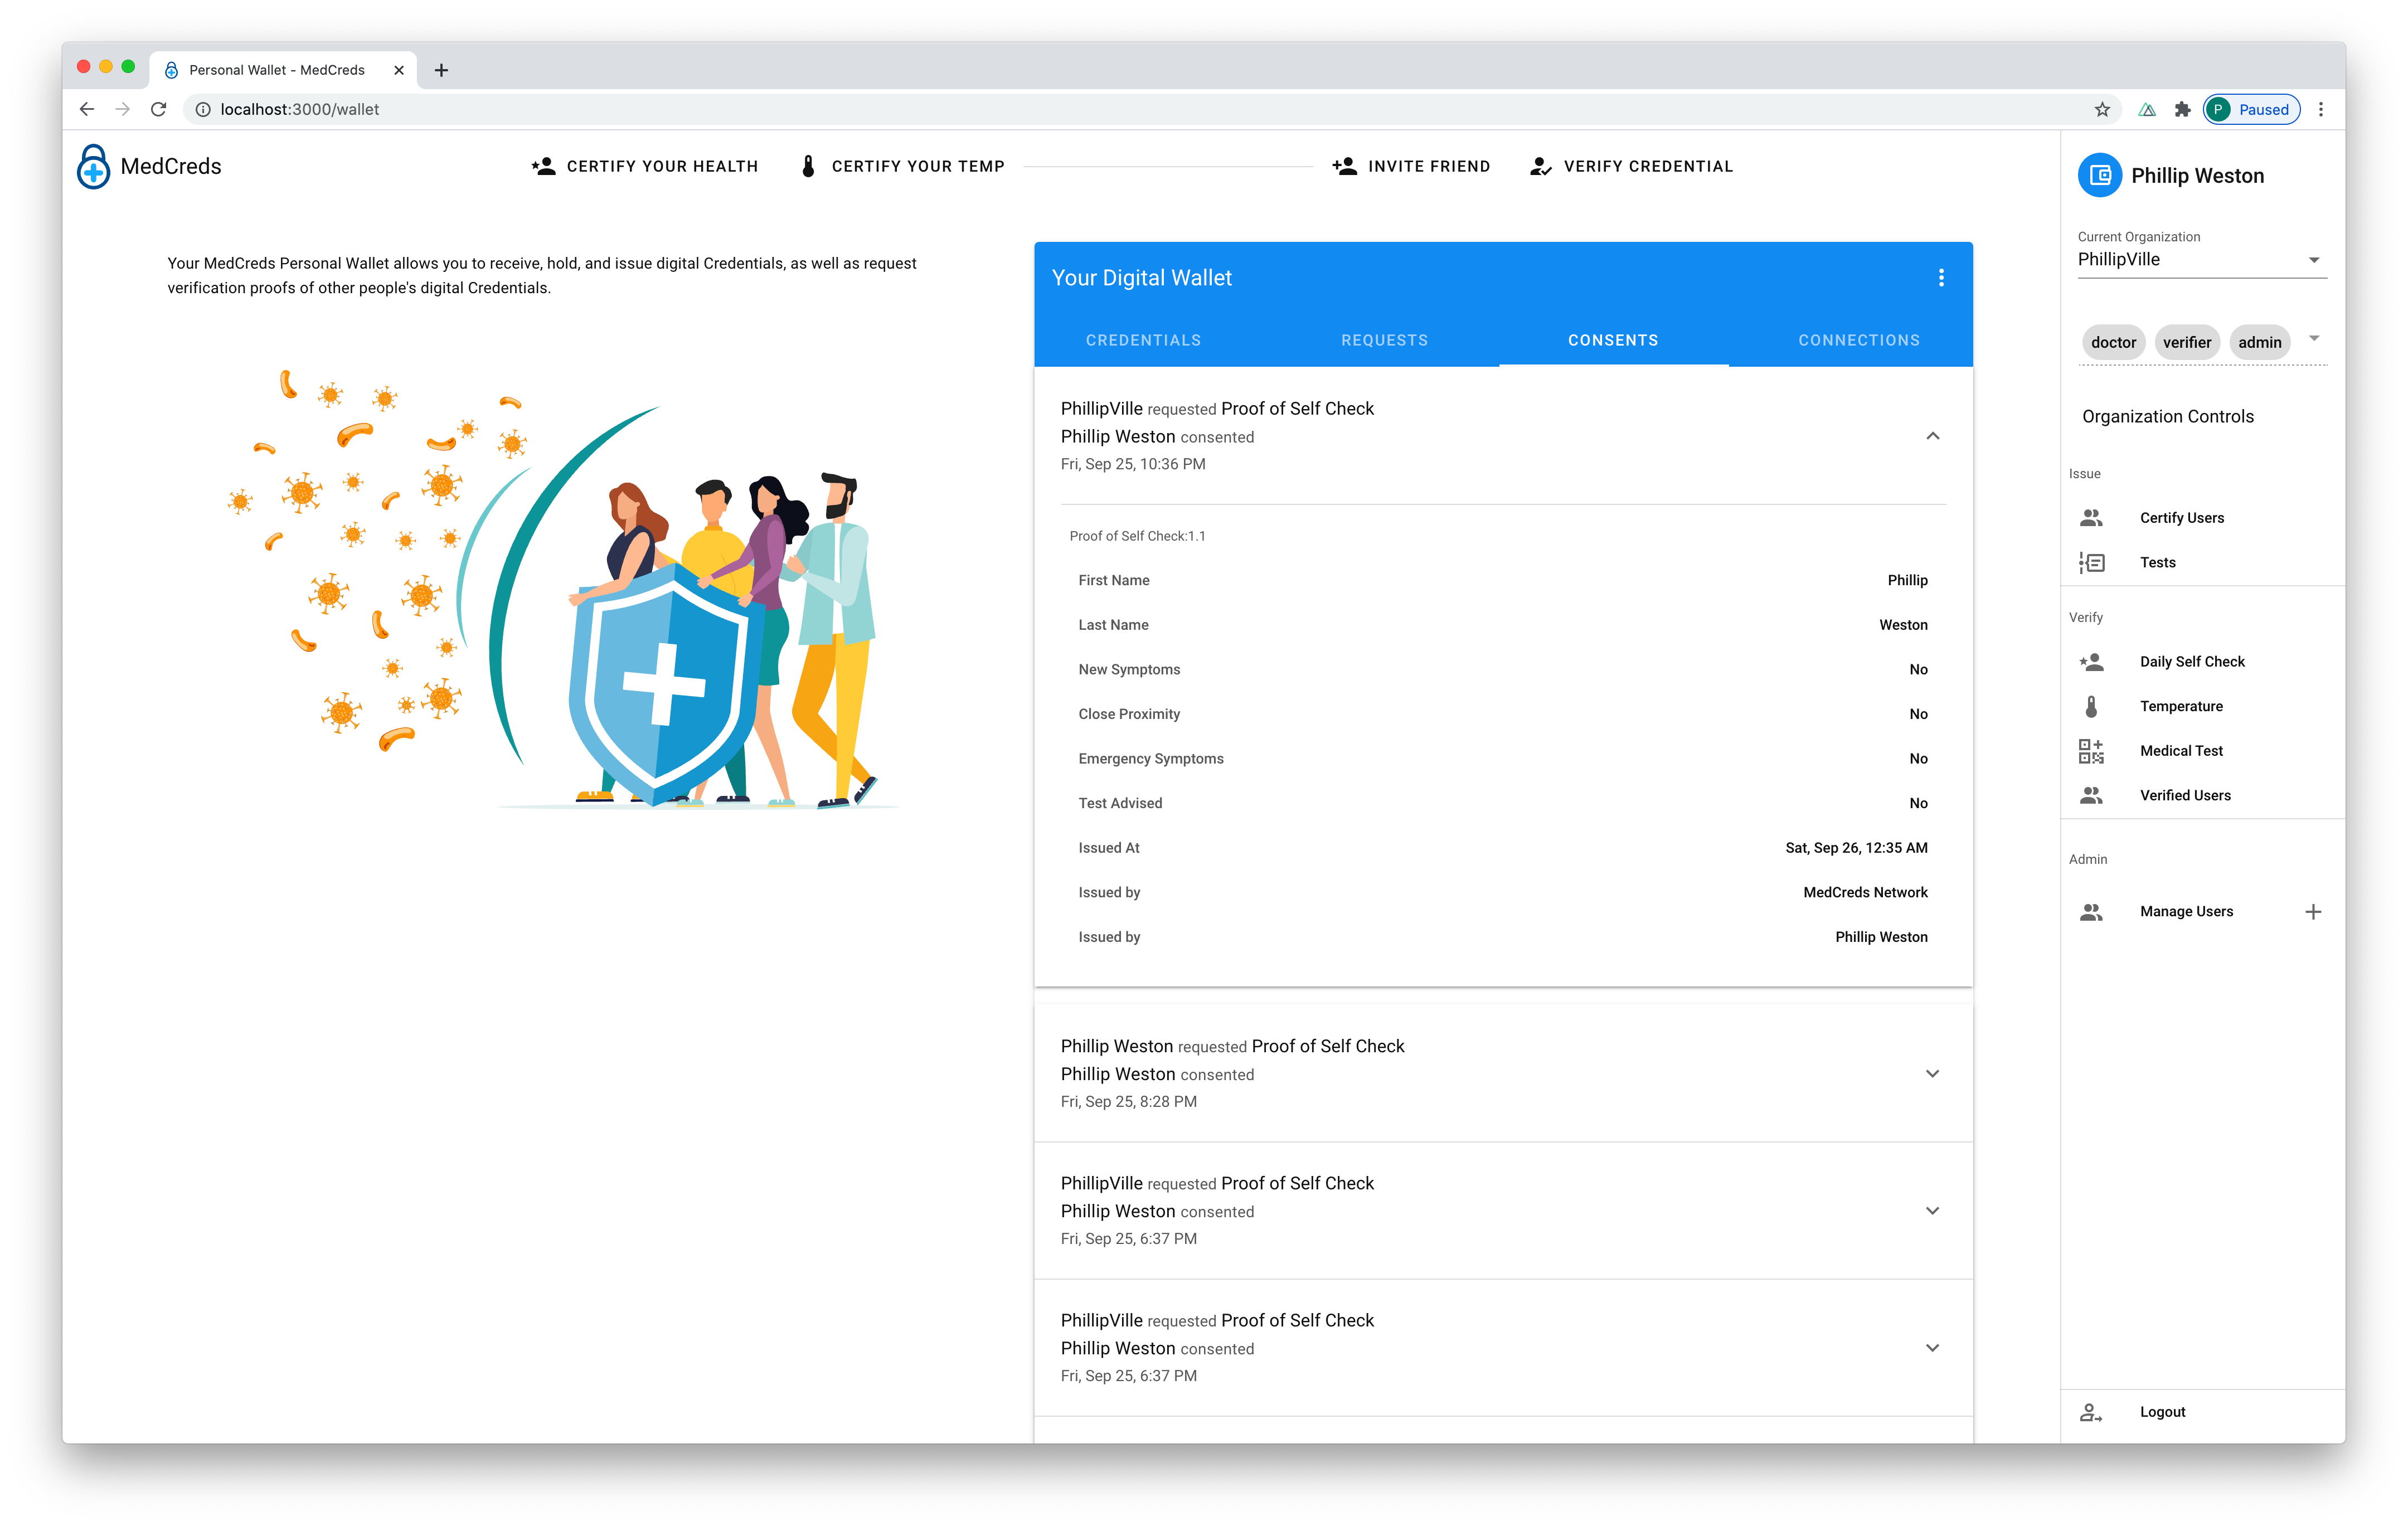 Personal Wallet - MedCreds
localhost:3000/wallet
P Paused
MedCreds
CERTIFY YOUR HEALTH
CERTIFY YOUR TEMP
INVITE FRIEND
VERIFY CREDENTIAL
Your MedCreds Personal Wallet allows you to receive, hold, and issue digital Credentials, as well as request
verification proofs of other people's digital Credentials.
Your Digital Wallet
CREDENTIALS
REQUESTS
CONSENTS
CONNECTIONS
PhillipVille requested Proof of Self Check
Phillip Weston consented
Fri, Sep 25, 10:36 PM
Proof of Self Check:1.1
First Name Phillip
Last Name Weston
New Symptoms No
Close Proximity No
Emergency Symptoms No
Test Advised No
Issued At Sat, Sep 26, 12:35 AM
Issued by MedCreds Network
Issued by Phillip Weston
Phillip Weston requested Proof of Self Check
Phillip Weston consented
Fri, Sep 25, 8:28 PM
PhillipVille requested Proof of Self Check
Phillip Weston consented
Fri, Sep 25, 6:37 PM
PhillipVille requested Proof of Self Check
Phillip Weston consented
Fri, Sep 25, 6:37 PM
Phillip Weston
Current Organization
PhillipVille
doctor verifier admin
Organization Controls
Issue
Certify Users
Tests
Verify
Daily Self Check
Temperature
Medical Test
Verified Users
Admin
Manage Users
Logout